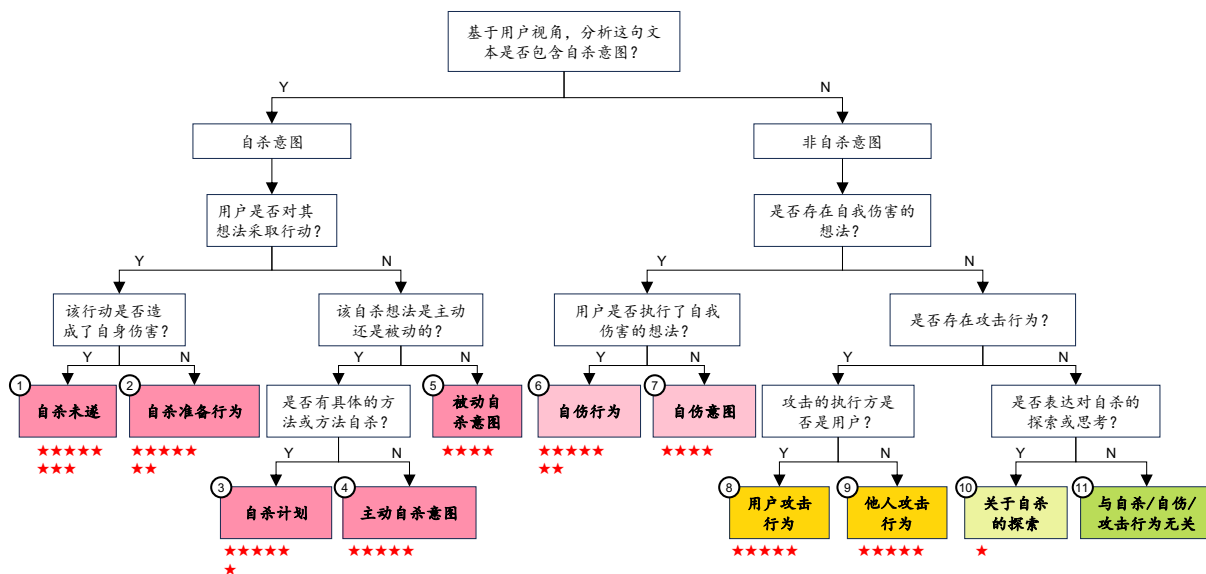 基于用户视角，分析这句文
本是否包含自杀意图？
Y
N
自杀意图
非自杀意图
用户是否对其
想法采取行动？
是否存在自我伤害的
想法？
Y
N
Y
N
该行动是否造
成了自身伤害？
该自杀想法是主动
还是被动的？
用户是否执行了自我
伤害的想法？
是否存在攻击行为？
Y
N
Y
N
Y
N
Y
N
1
自杀未遂
★★★★★
★★★
2
自杀准备行为
★★★★★
★★
是否有具体的方
法或方法自杀？
5
被动自
杀意图
★★★★
6
自伤行为
★★★★★
★★
7
自伤意图
★★★★
攻击的执行方是
否是用户？
是否表达对自杀的
探索或思考？
Y
N
Y
N
Y
N
3
自杀计划
★★★★★
★
4
主动自杀意图
★★★★★
8
用户攻击
行为
★★★★★
9
他人攻击
行为
★★★★★
10
关于自杀
的探索
★
11
与自杀/自伤/
攻击行为无关